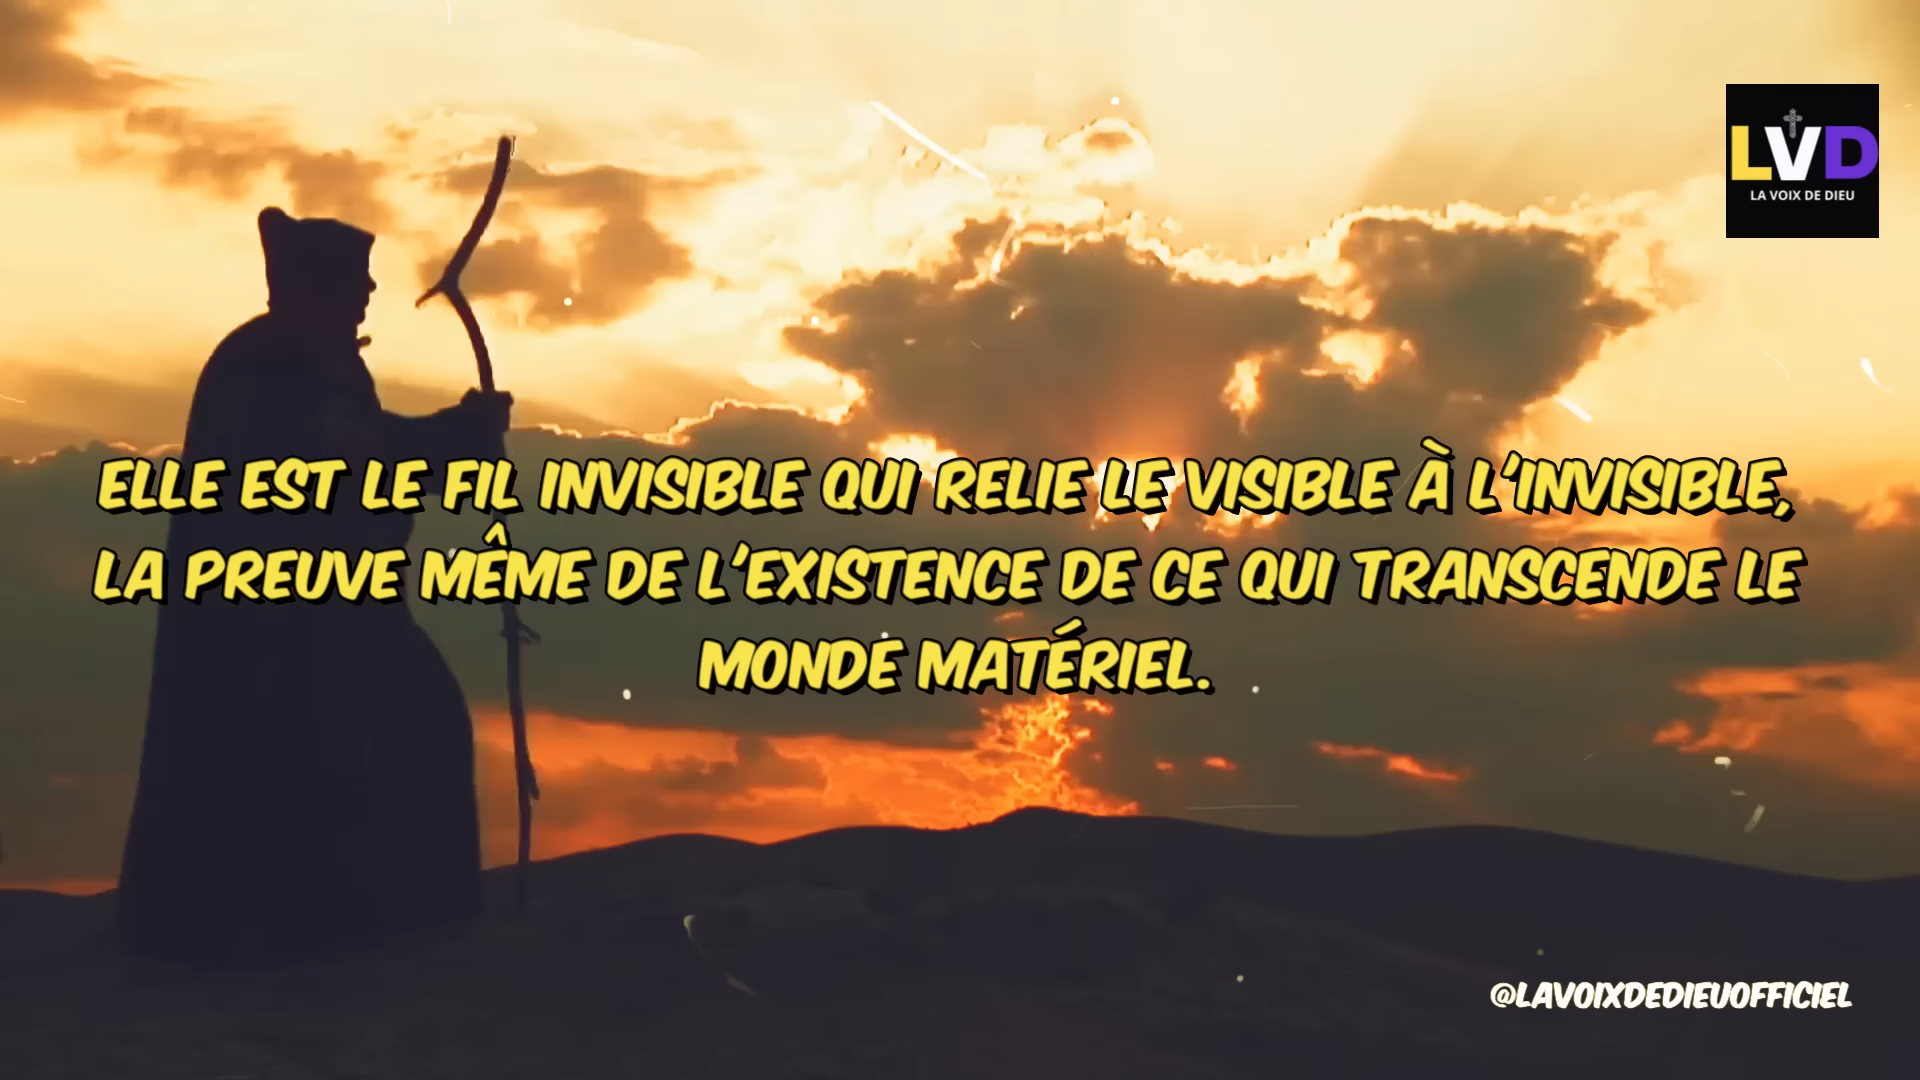 LVD
LA VOIX DE DIEU
ELLE EST LE FIL INVISIBLE QUI RELIE LE VISIBLE À L'INVISIBLE,
LA PREUVE MÊME DE L'EXISTENCE DE CE QUI TRANSCENDE LE
MONDE MATÉRIEL.
@LAVOIXDEDIEUOFFICIEL